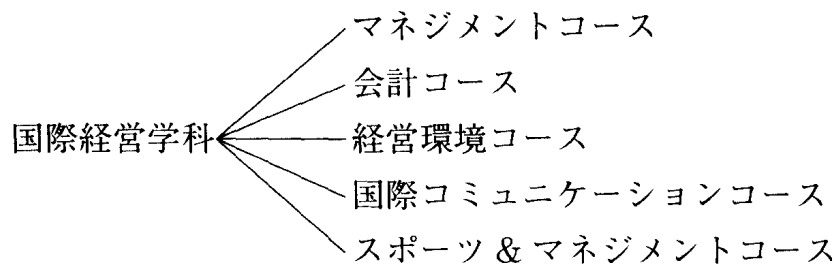 マネジメントコース
会計コース
国際経営学科
経営環境コース
国際コミュニケーションコース
スポーツ&マネジメントコース